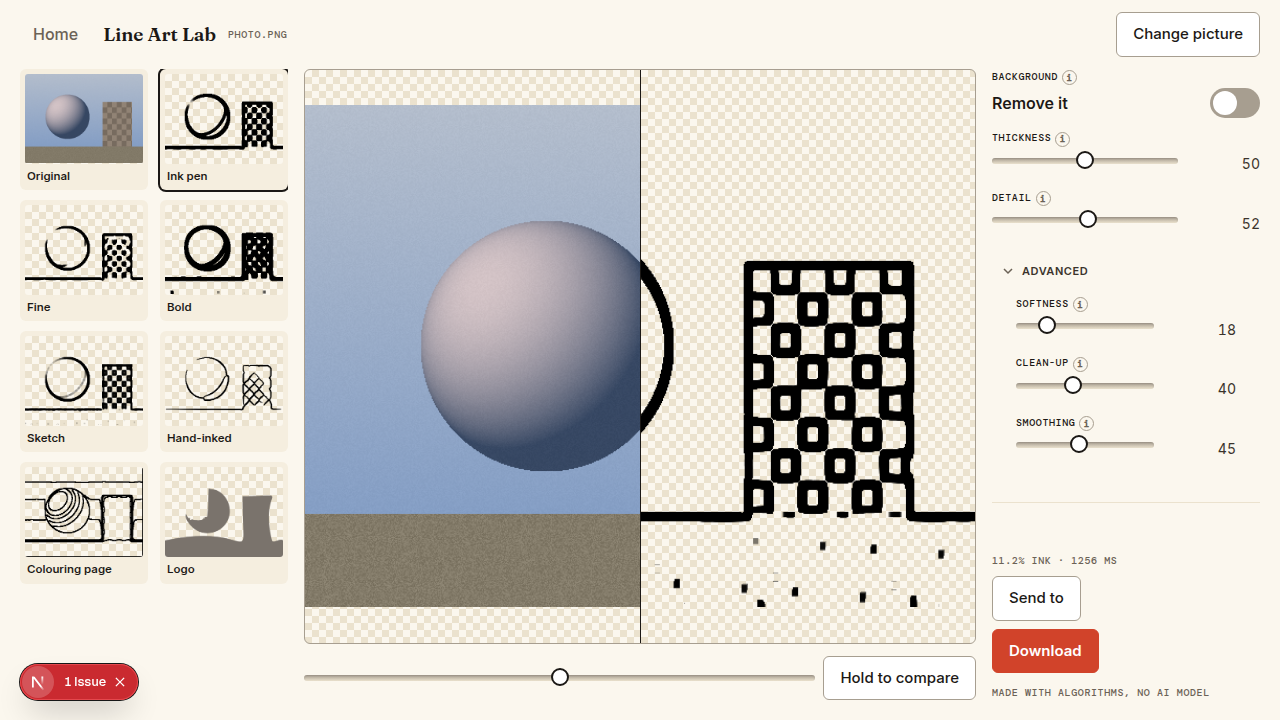 Home
Line Art Lab
PHOTO.PNG
Change picture
Original
Ink pen
Fine
Bold
Sketch
Hand-inked
Colouring page
Logo
1 Issue
Hold to compare
BACKGROUND i
Remove it
THICKNESS i
50
DETAIL i
52
ADVANCED
SOFTNESS i
18
CLEAN-UP i
40
SMOOTHING i
45
11.2% INK · 1256 MS
Send to
Download
MADE WITH ALGORITHMS, NO AI MODEL